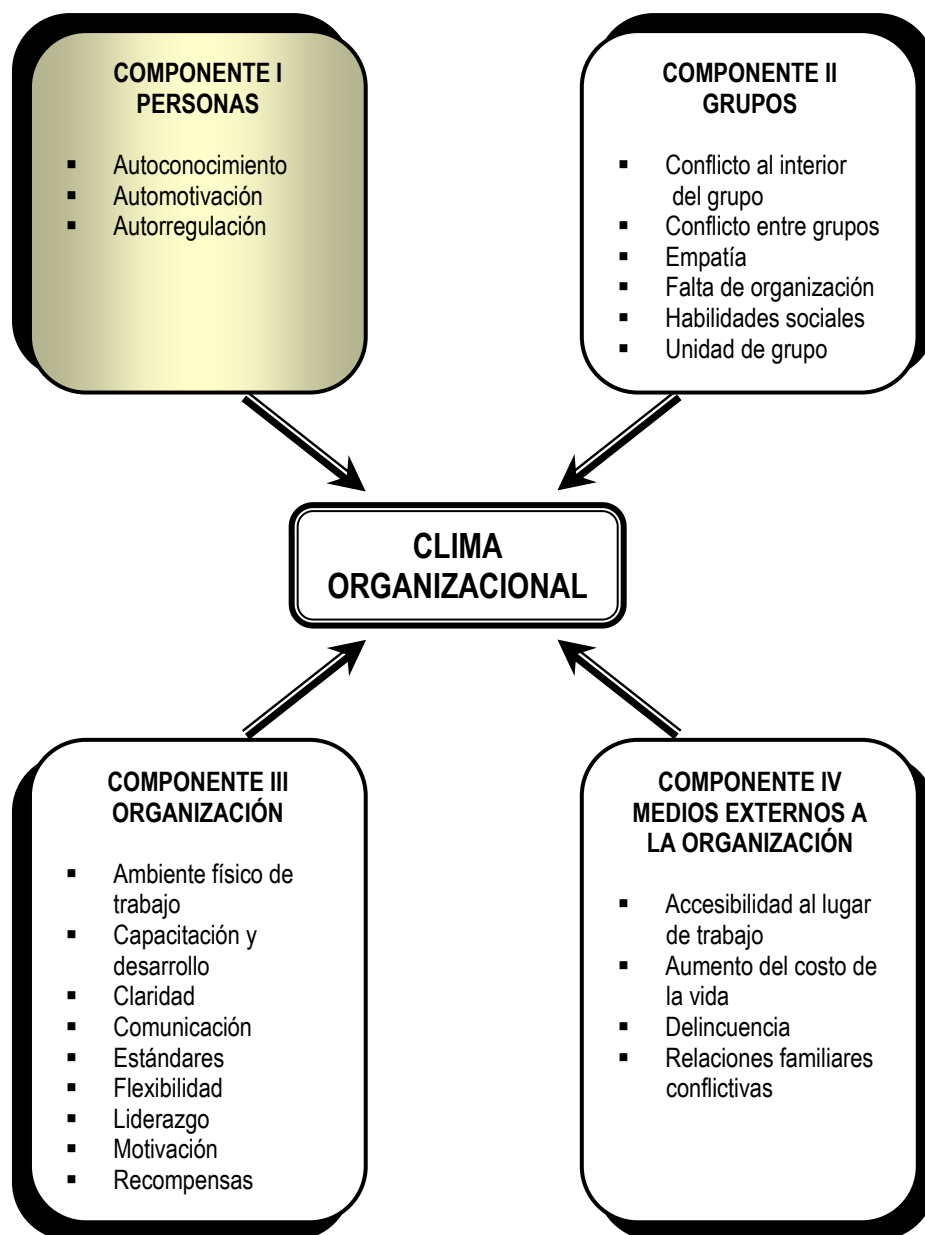 COMPONENTE I
PERSONAS
▪ Autoconocimiento
▪ Automotivación
▪ Autorregulación
COMPONENTE II
GRUPOS
▪ Conflicto al interior
del grupo
▪ Conflicto entre grupos
▪ Empatía
▪ Falta de organización
▪ Habilidades sociales
▪ Unidad de grupo
CLIMA
ORGANIZACIONAL
COMPONENTE III
ORGANIZACIÓN
▪ Ambiente físico de
trabajo
▪ Capacitación y
desarrollo
▪ Claridad
▪ Comunicación
▪ Estándares
▪ Flexibilidad
▪ Liderazgo
▪ Motivación
▪ Recompensas
COMPONENTE IV
MEDIOS EXTERNOS A
LA ORGANIZACIÓN
▪ Accesibilidad al lugar
de trabajo
▪ Aumento del costo de
la vida
▪ Delincuencia
▪ Relaciones familiares
conflictivas